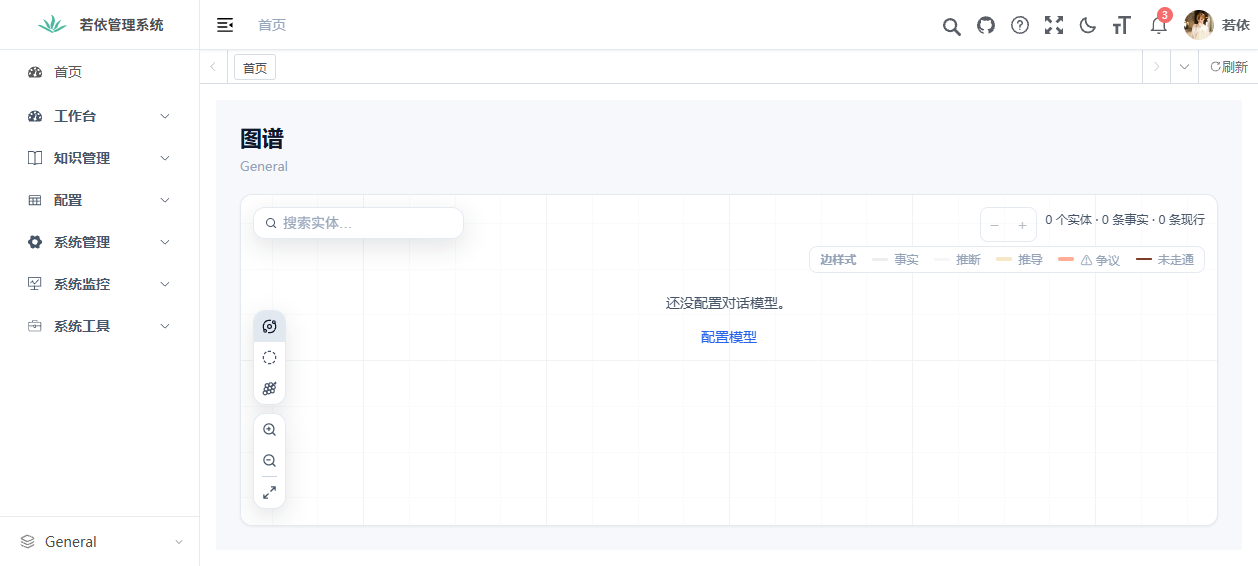 若依管理系统
首页
3
若依
首页
刷新
首页
工作台
知识管理
配置
系统管理
系统监控
系统工具
General
图谱
General
搜索实体...
0 个实体 · 0 条事实 · 0 条现行
边样式 事实 推断 推导 争议 未走通
还没配置对话模型。
配置模型